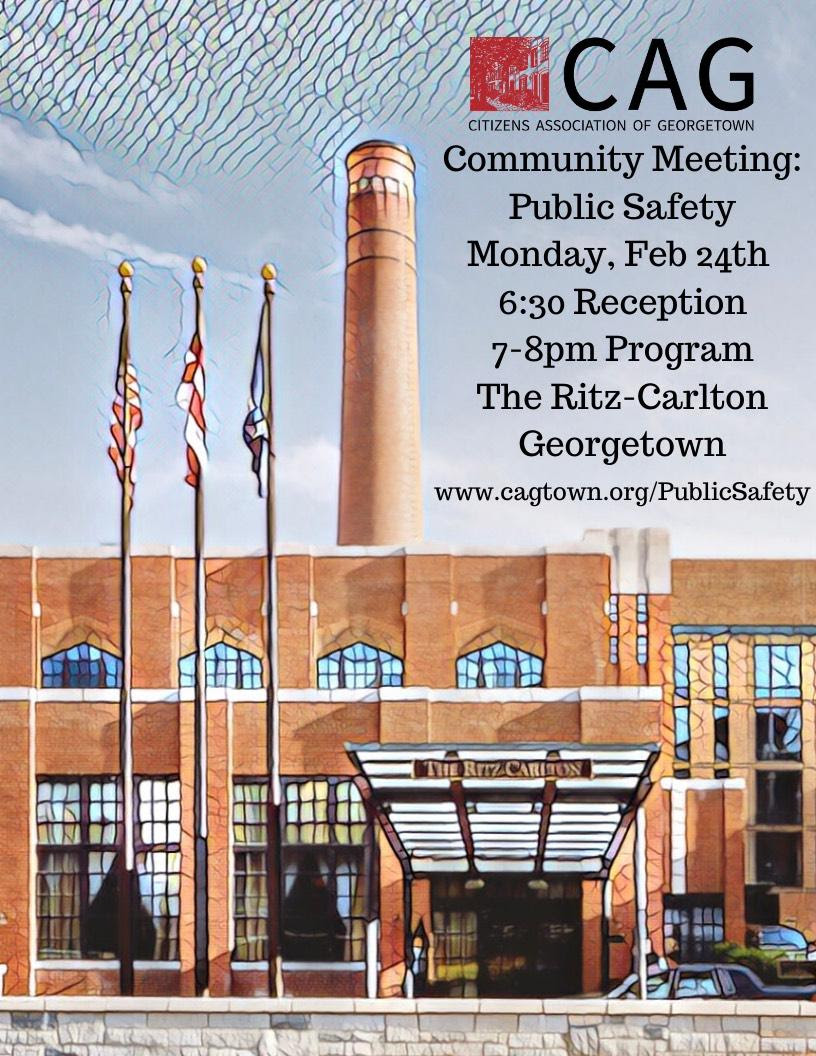 CAG
CITIZENS ASSOCIATION OF GEORGETOWN
Community Meeting:
Public Safety
Monday, Feb 24th
6:30 Reception
7-8pm Program
The Ritz-Carlton
Georgetown
www.cagtown.org/PublicSafety
THE RITZ CARLTON